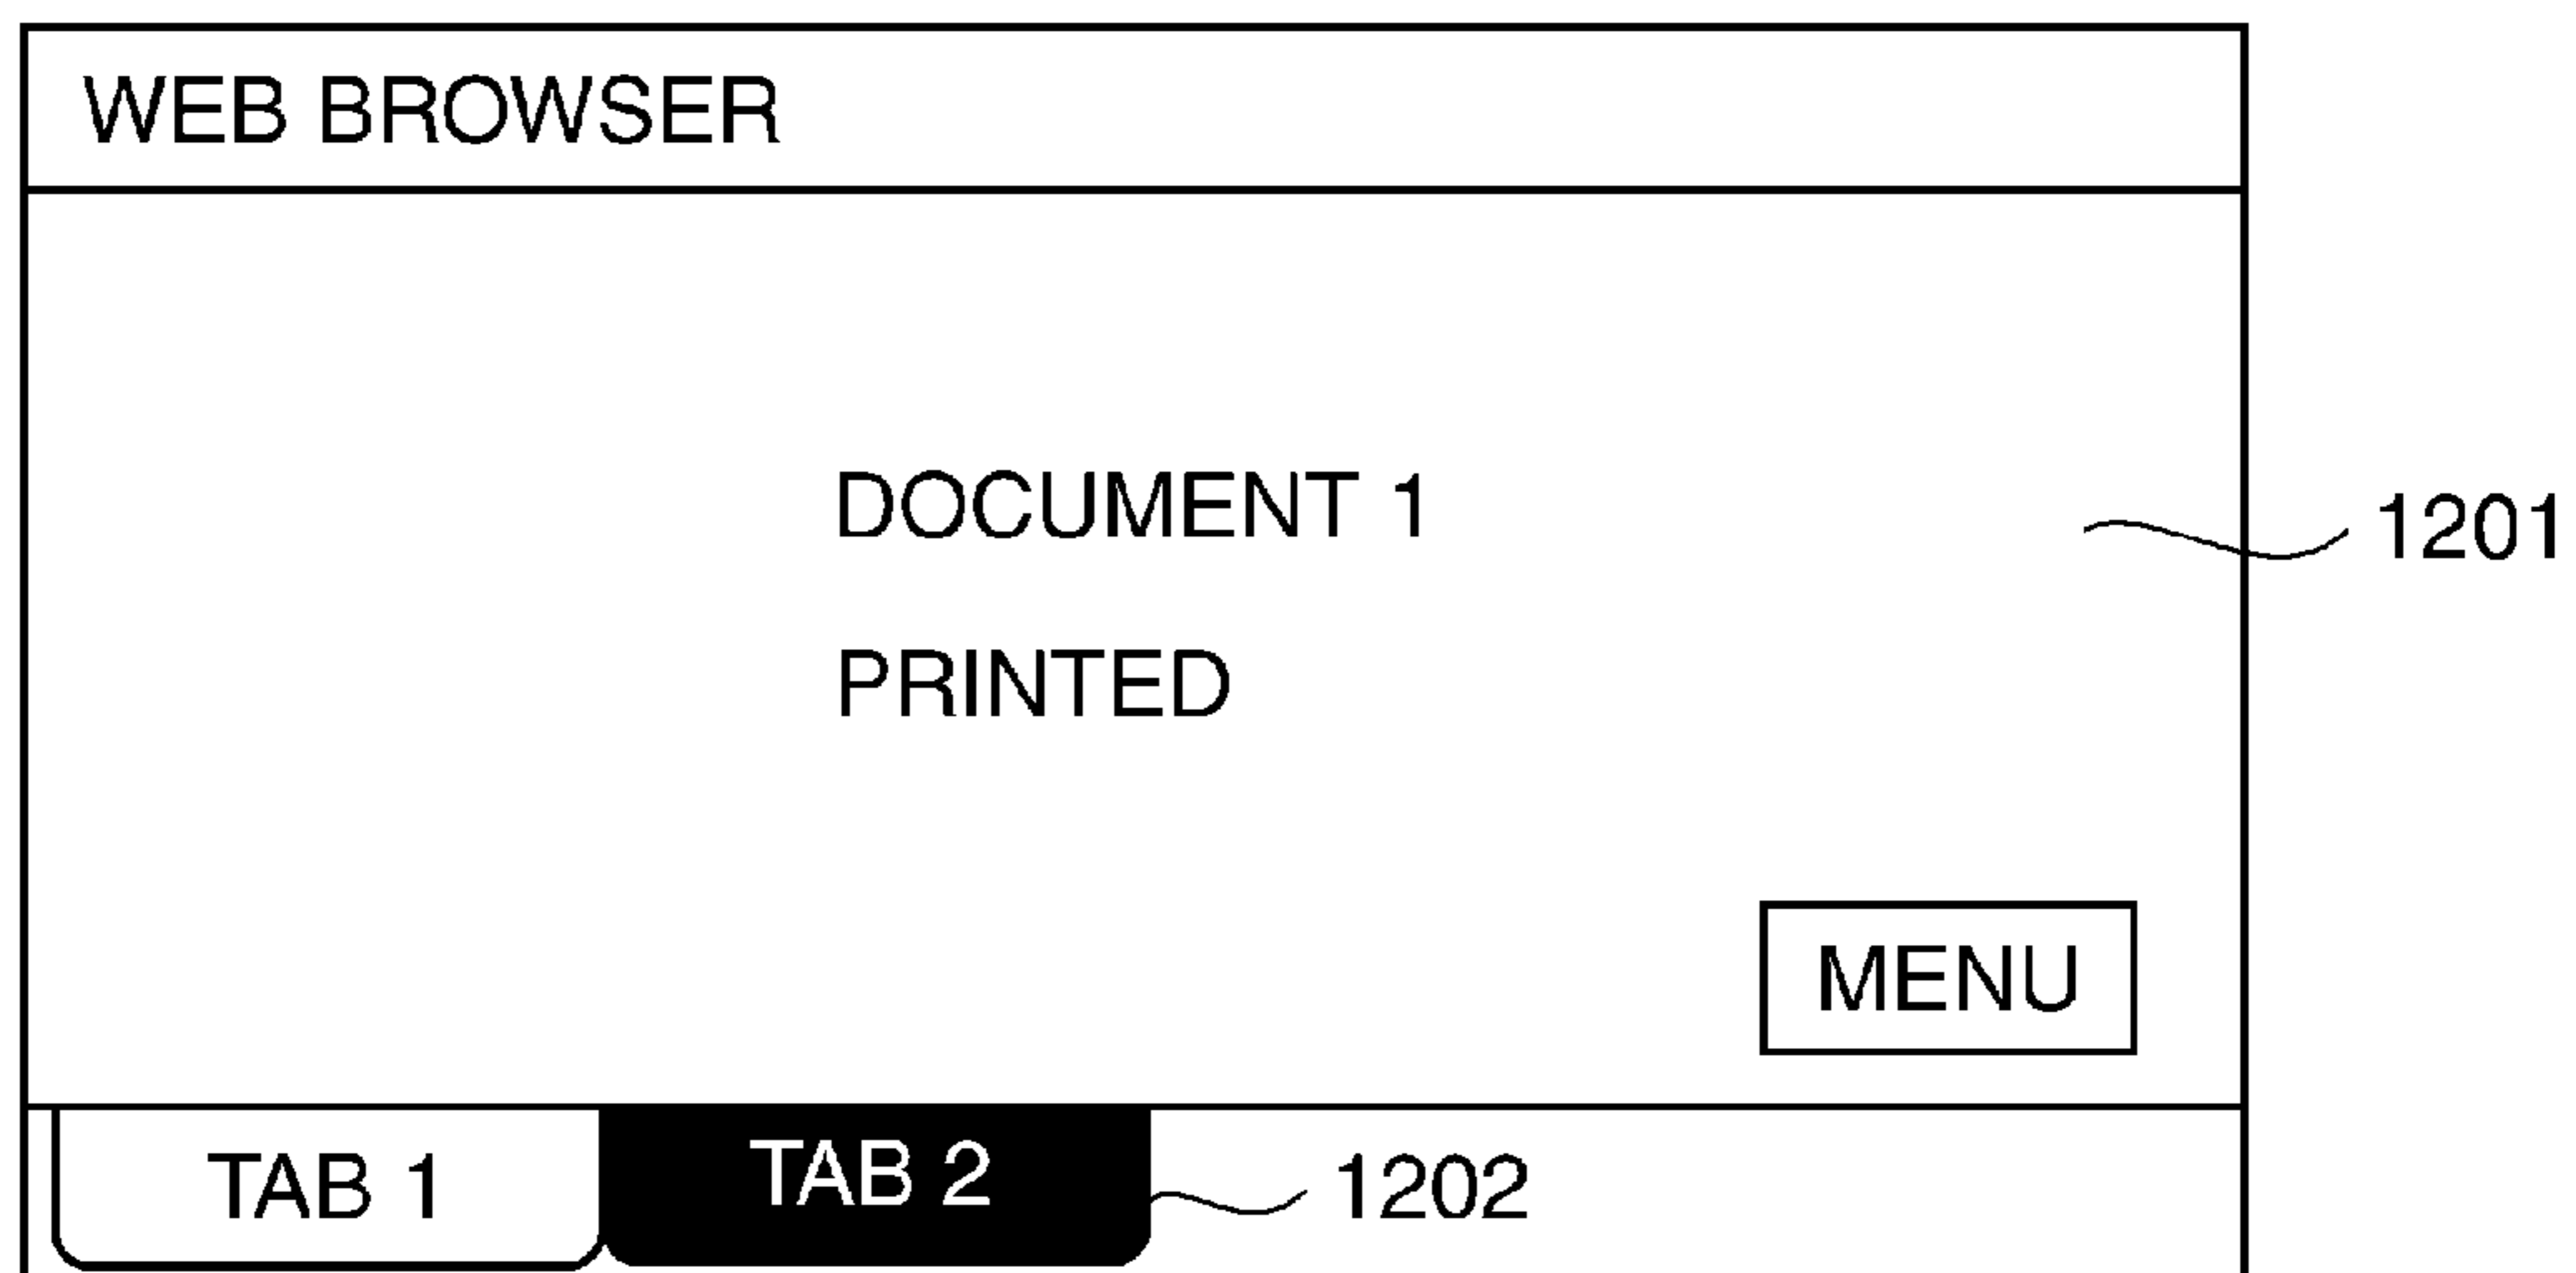 WEB BROWSER
DOCUMENT 1
1201
PRINTED
MENU
TAB 1
TAB 2
1202